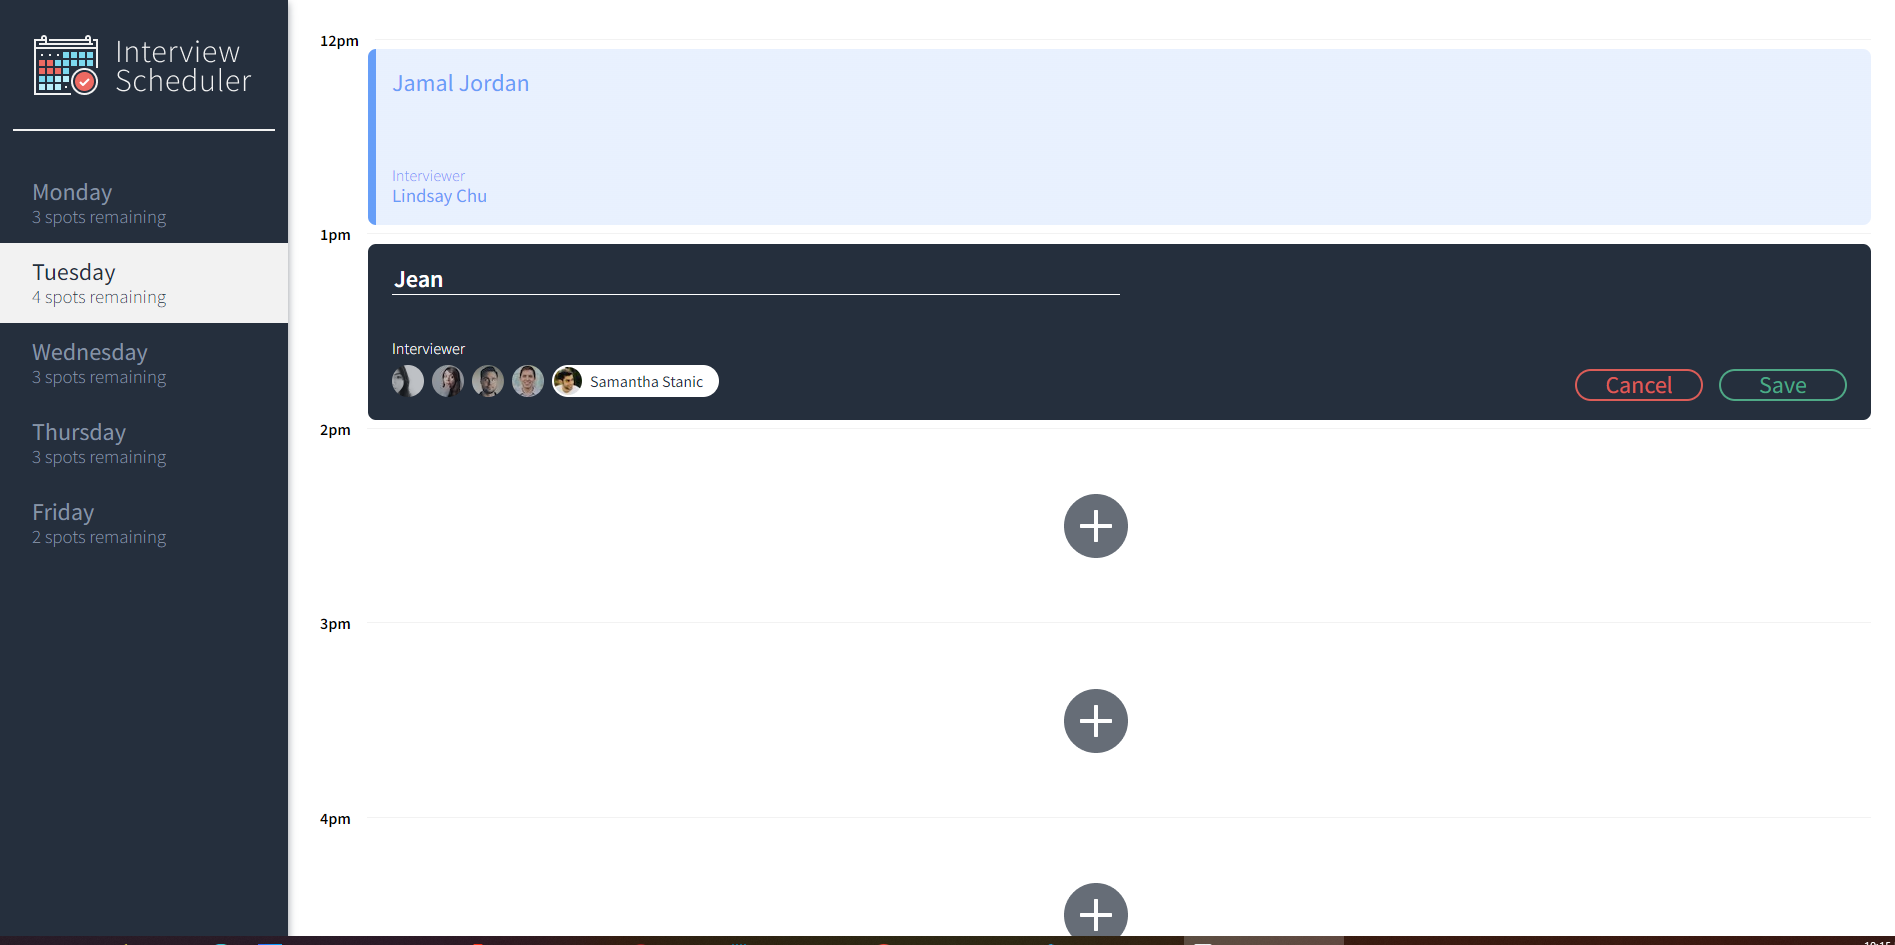 Interview
Scheduler
Monday
3 spots remaining
Tuesday
4 spots remaining
Wednesday
3 spots remaining
Thursday
3 spots remaining
Friday
2 spots remaining
12pm
Jamal Jordan
Interviewer
Lindsay Chu
1pm
Jean
Interviewer
Samantha Stanic
Cancel
Save
2pm
3pm
4pm